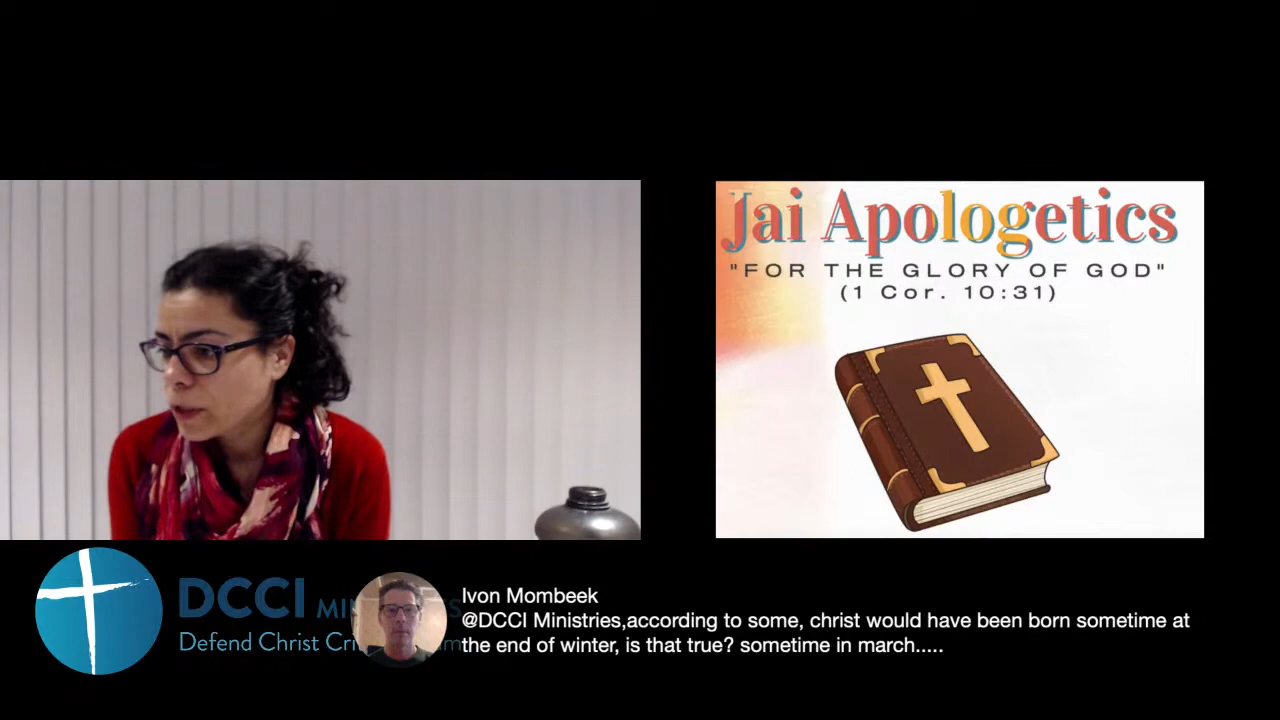 Jai Apologetics
"FOR THE GLORY OF GOD"
(1 Cor. 10:31)
DCCI MIN
Defend Christ Cri
Ivon Mombeek
@DCCI Ministries,according to some, christ would have been born sometime at
the end of winter, is that true? sometime in march.....